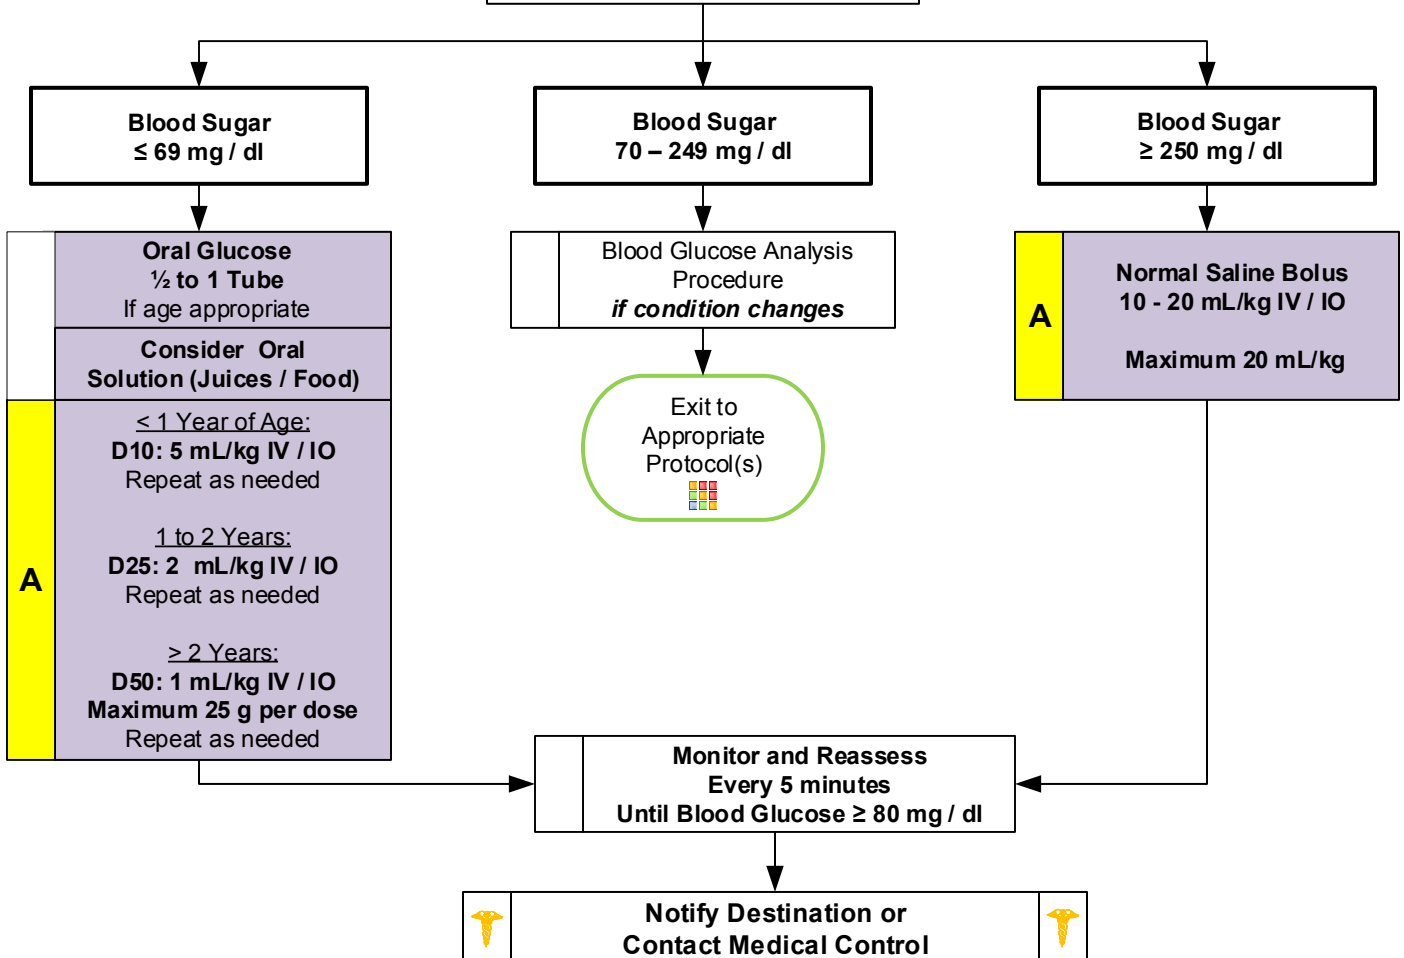 Blood Sugar
≤ 69 mg / dl
Blood Sugar
70 – 249 mg / dl
Blood Sugar
≥ 250 mg / dl
Oral Glucose
½ to 1 Tube
If age appropriate
Consider Oral
Solution (Juices / Food)
A
< 1 Year of Age:
D10: 5 mL/kg IV / IO
Repeat as needed
1 to 2 Years:
D25: 2 mL/kg IV / IO
Repeat as needed
> 2 Years:
D50: 1 mL/kg IV / IO
Maximum 25 g per dose
Repeat as needed
Blood Glucose Analysis
Procedure
if condition changes
Exit to
Appropriate
Protocol(s)
A
Normal Saline Bolus
10 - 20 mL/kg IV / IO
Maximum 20 mL/kg
Monitor and Reassess
Every 5 minutes
Until Blood Glucose ≥ 80 mg / dl
Notify Destination or
Contact Medical Control